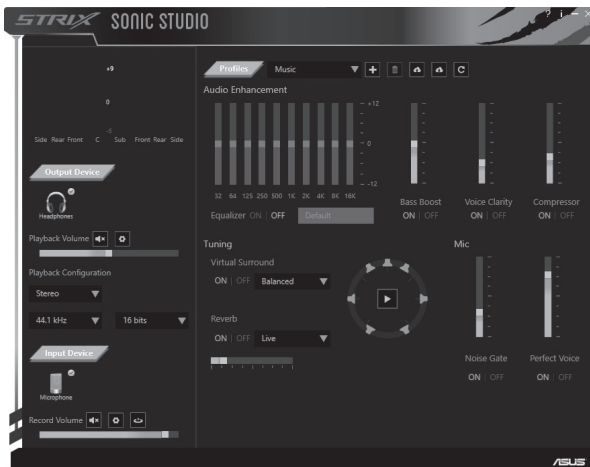 STRIX SONIC STUDIO
? i – ×
+9
0
-6
Side Rear Front C Sub Front Rear Side
Output Device
Headphones
Playback Volume
Playback Configuration
Stereo
44.1 kHz 16 bits
Input Device
Microphone
Record Volume
Profiles Music
Audio Enhancement
+12
0
-12
32 64 125 250 500 1K 2K 4K 8K 16K
Equalizer ON | OFF Default
Bass Boost Voice Clarity Compressor
ON | OFF ON | OFF ON | OFF
Tuning
Virtual Surround
ON | OFF Balanced
Reverb
ON | OFF Live
Mic
Noise Gate Perfect Voice
ON | OFF ON | OFF
ASUS